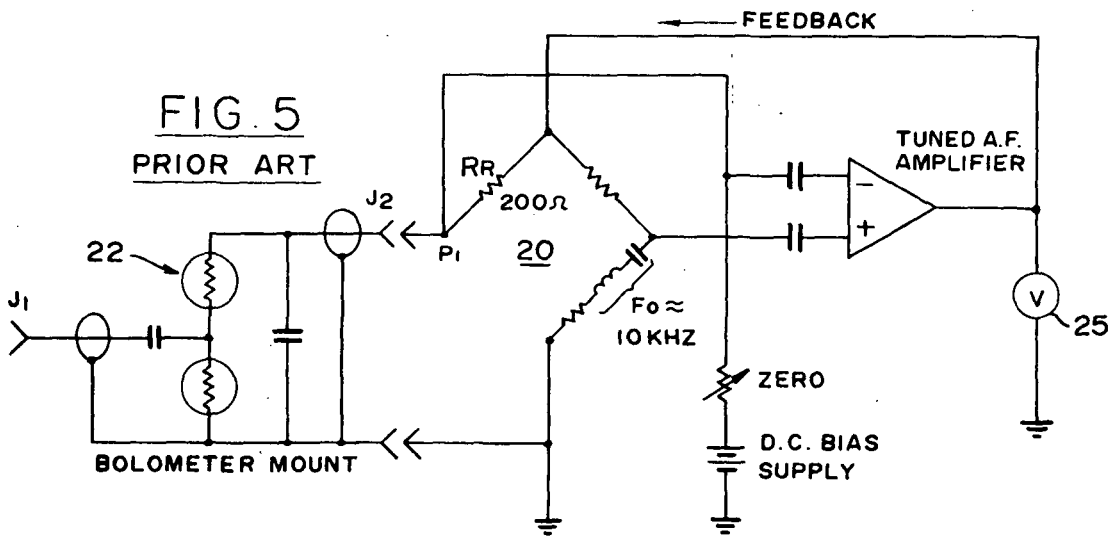 FEEDBACK
FIG. 5
PRIOR ART
TUNED A.F.
AMPLIFIER
RR
200Ω
J2
22
20
P1
−
+
J1
Fo ≈
10KHZ
V
25
ZERO
D.C. BIAS
SUPPLY
BOLOMETER MOUNT